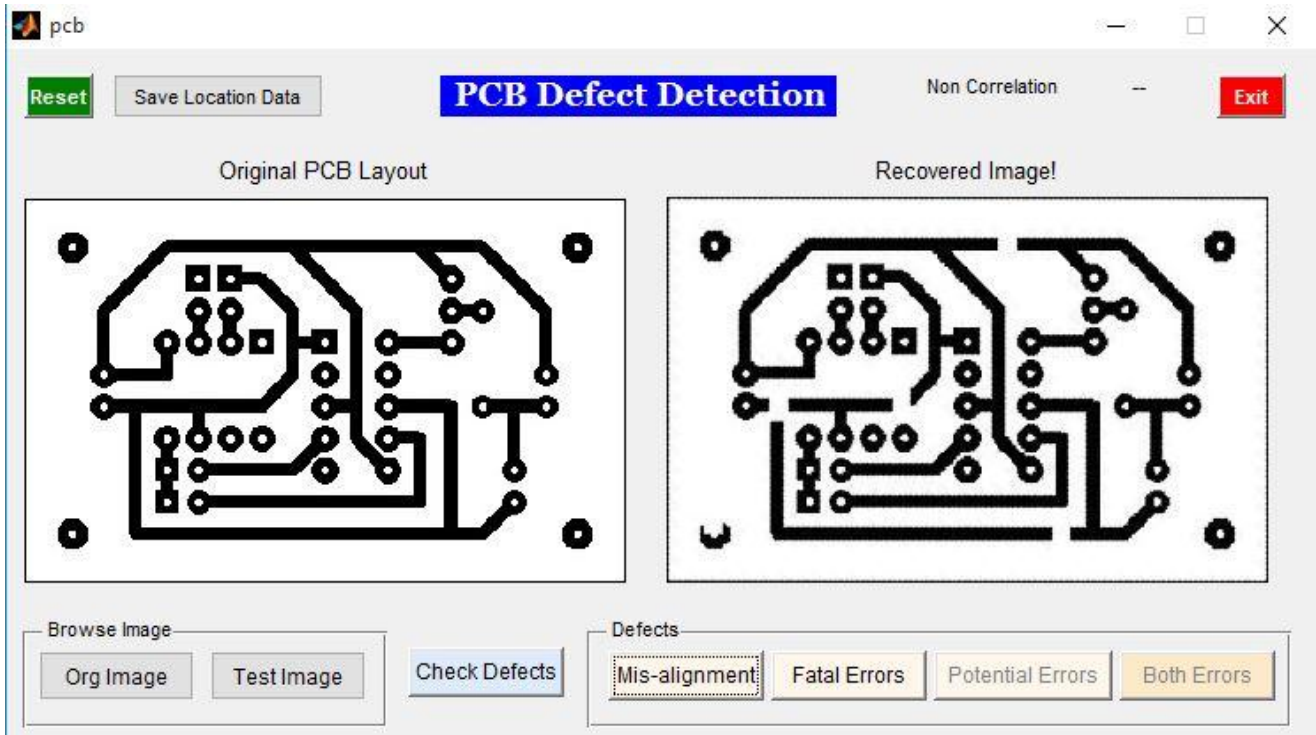 pcb
Reset
Save Location Data
PCB Defect Detection
Non Correlation
--
Exit
Original PCB Layout
Recovered Image!
Browse Image
Org Image
Test Image
Check Defects
Defects
Mis-alignment
Fatal Errors
Potential Errors
Both Errors